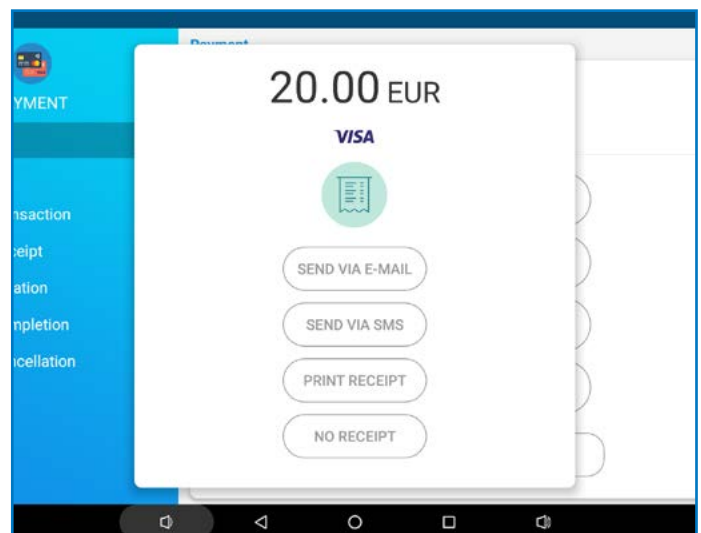 Payment
20.00 EUR
VISA
YMENT
nsaction
ceipt
ation
mpletion
ncellation
SEND VIA E-MAIL
SEND VIA SMS
PRINT RECEIPT
NO RECEIPT